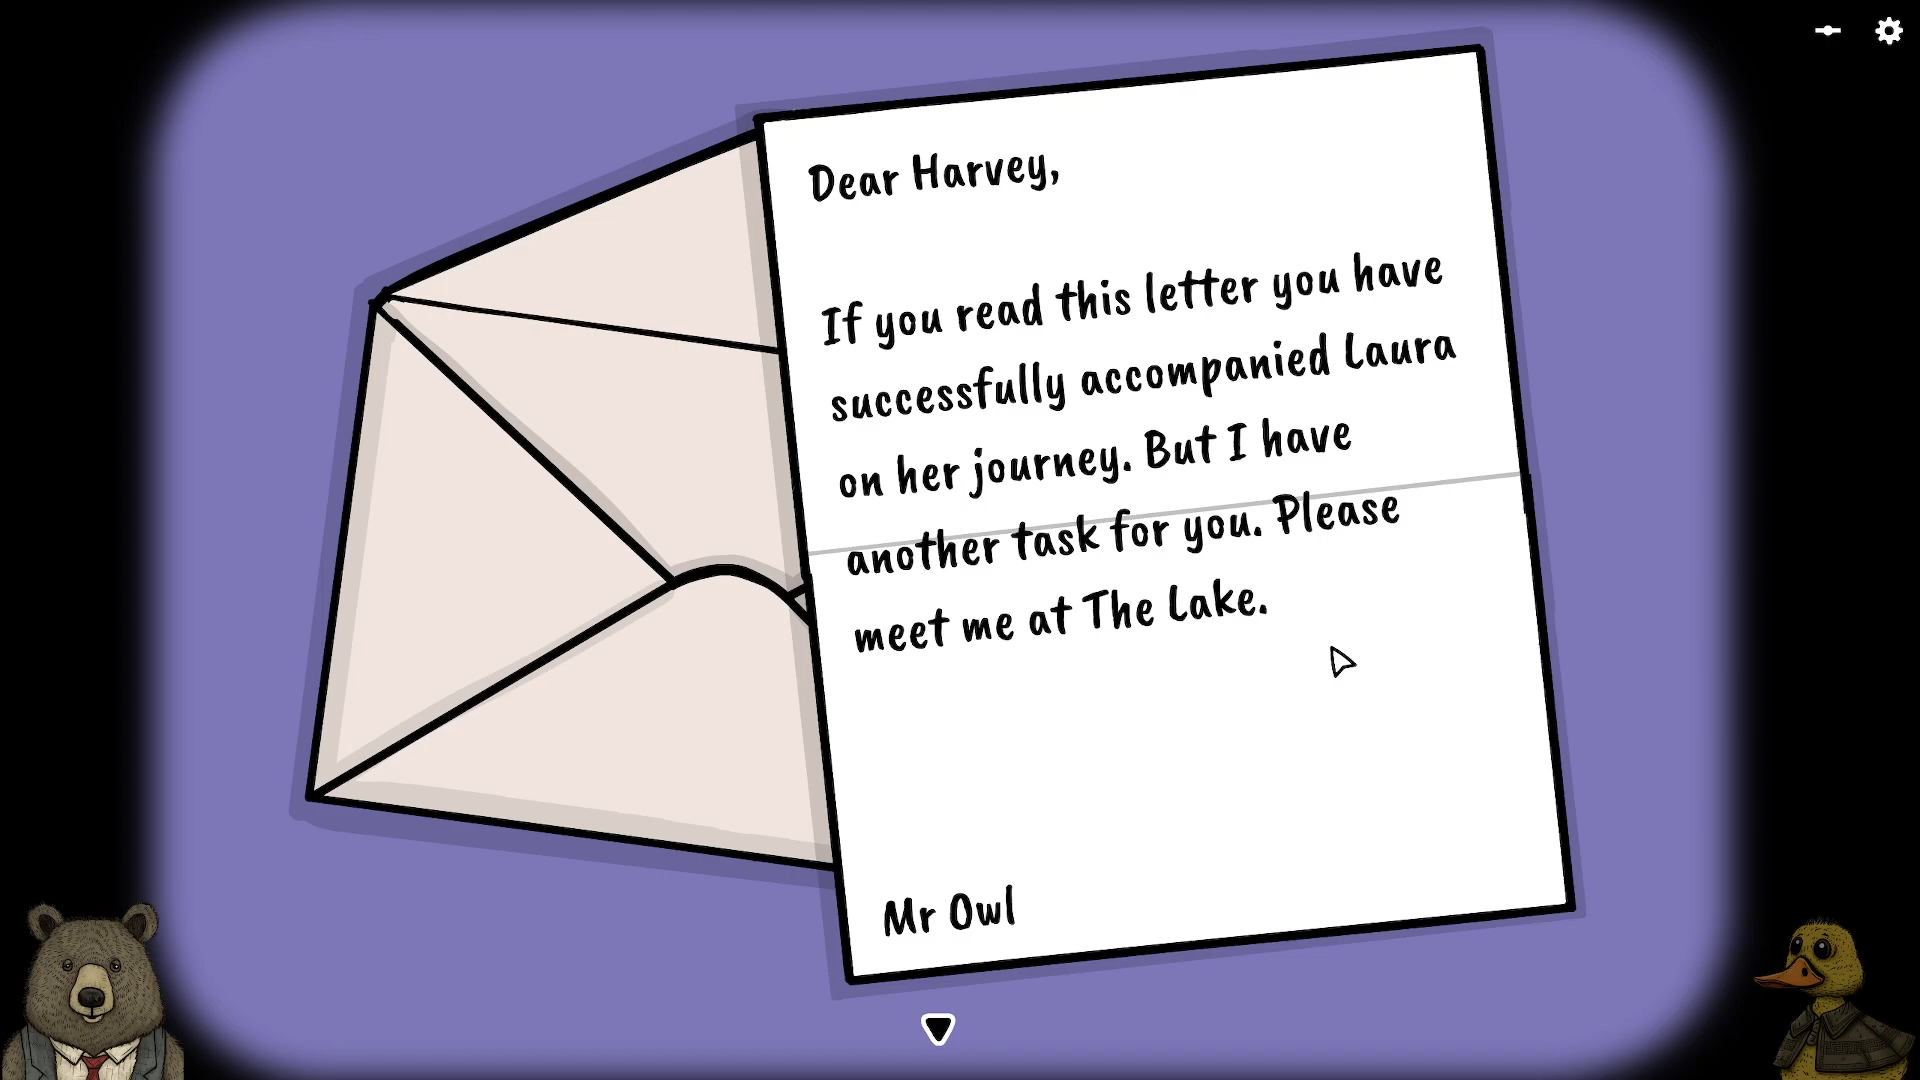 Dear Harvey,
If you read this letter you have
successfully accompanied Laura
on her journey. But I have
another task for you. Please
meet me at The Lake.
Mr Owl